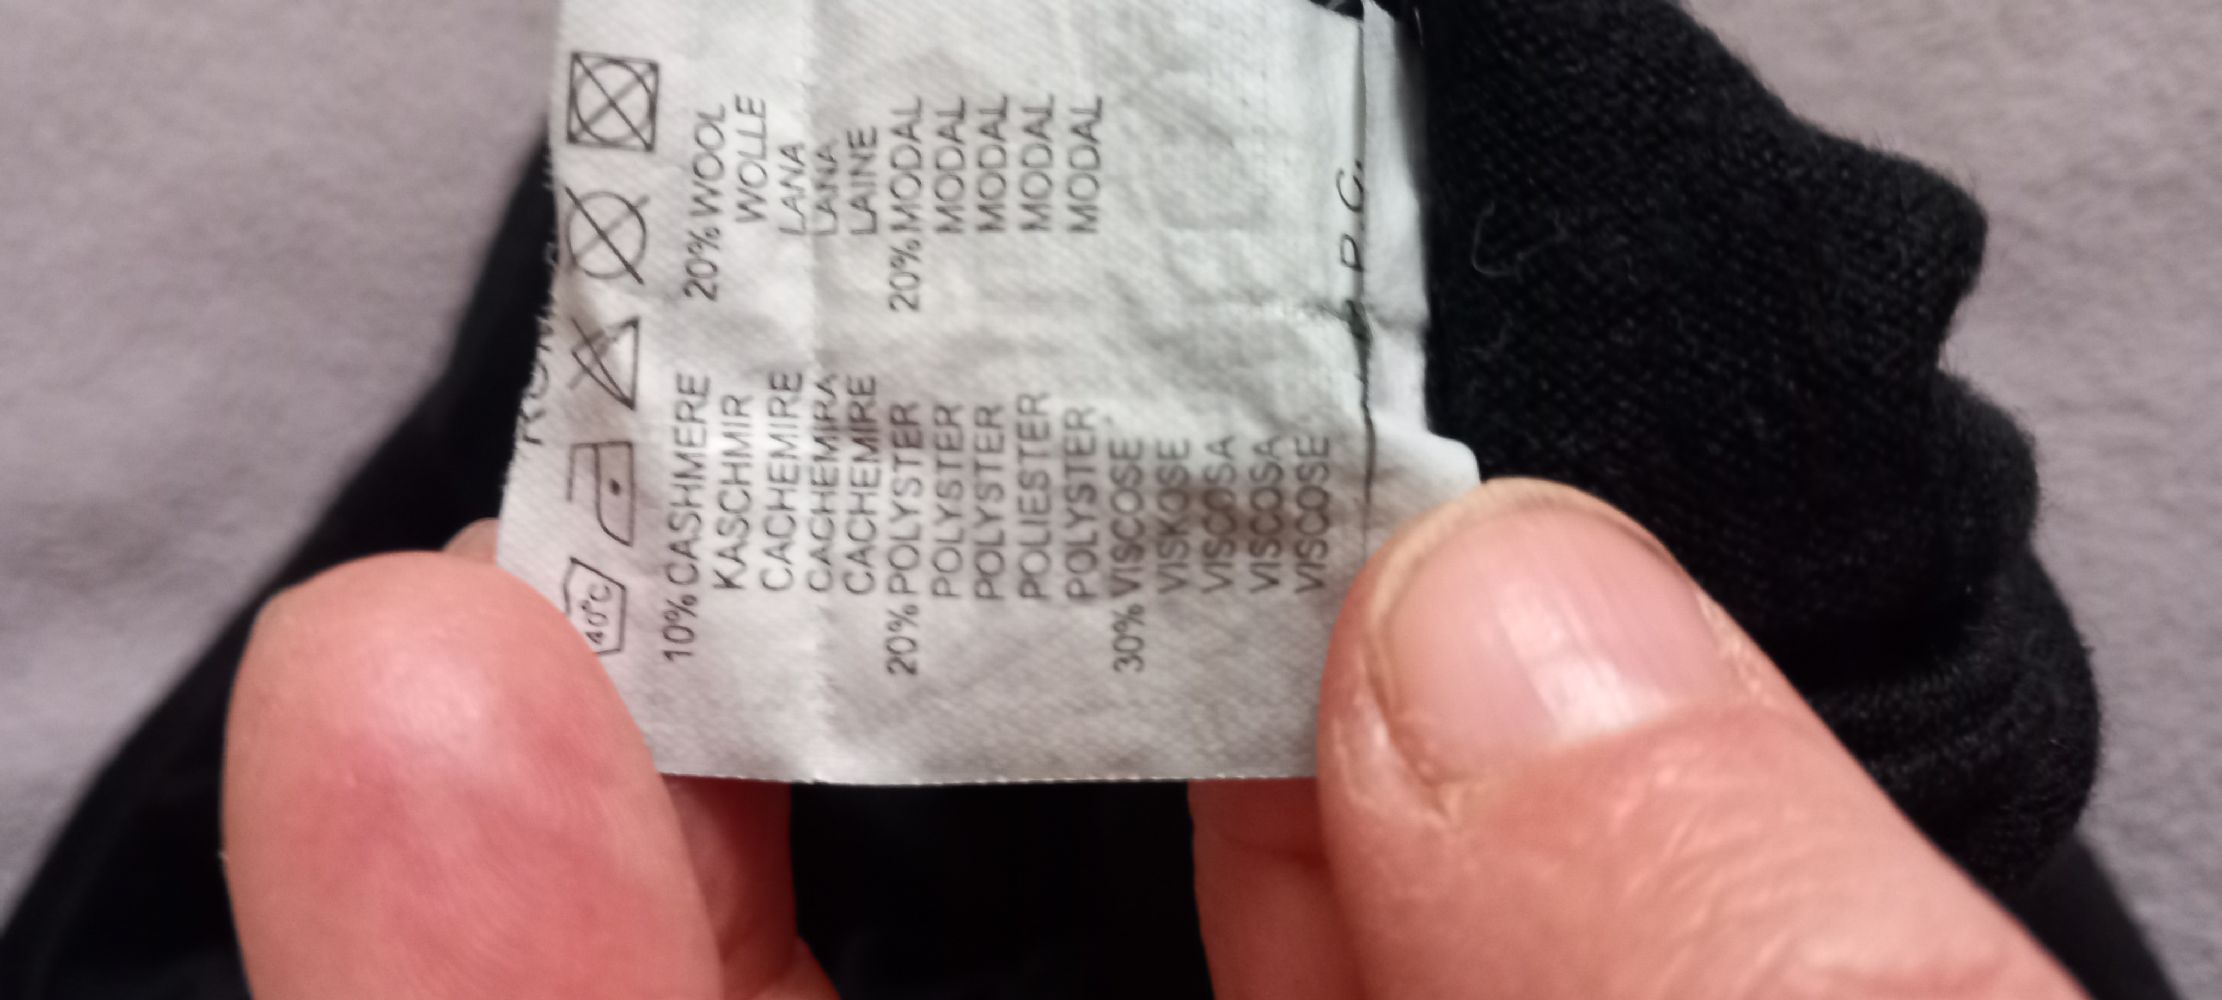 40°C
10% CASHMERE 20% WOOL
KASCHMIR WOLLE
CACHEMIRE LANA
CACHEMIRA LANA
CACHEMIRE LAINE
20% POLYSTER 20% MODAL
POLYSTER MODAL
POLYSTER MODAL
POLIESTER MODAL
POLYSTER MODAL
30% VISCOSE
VISKOSE
VISCOSA
VISCOSA
VISCOSE
P.C.